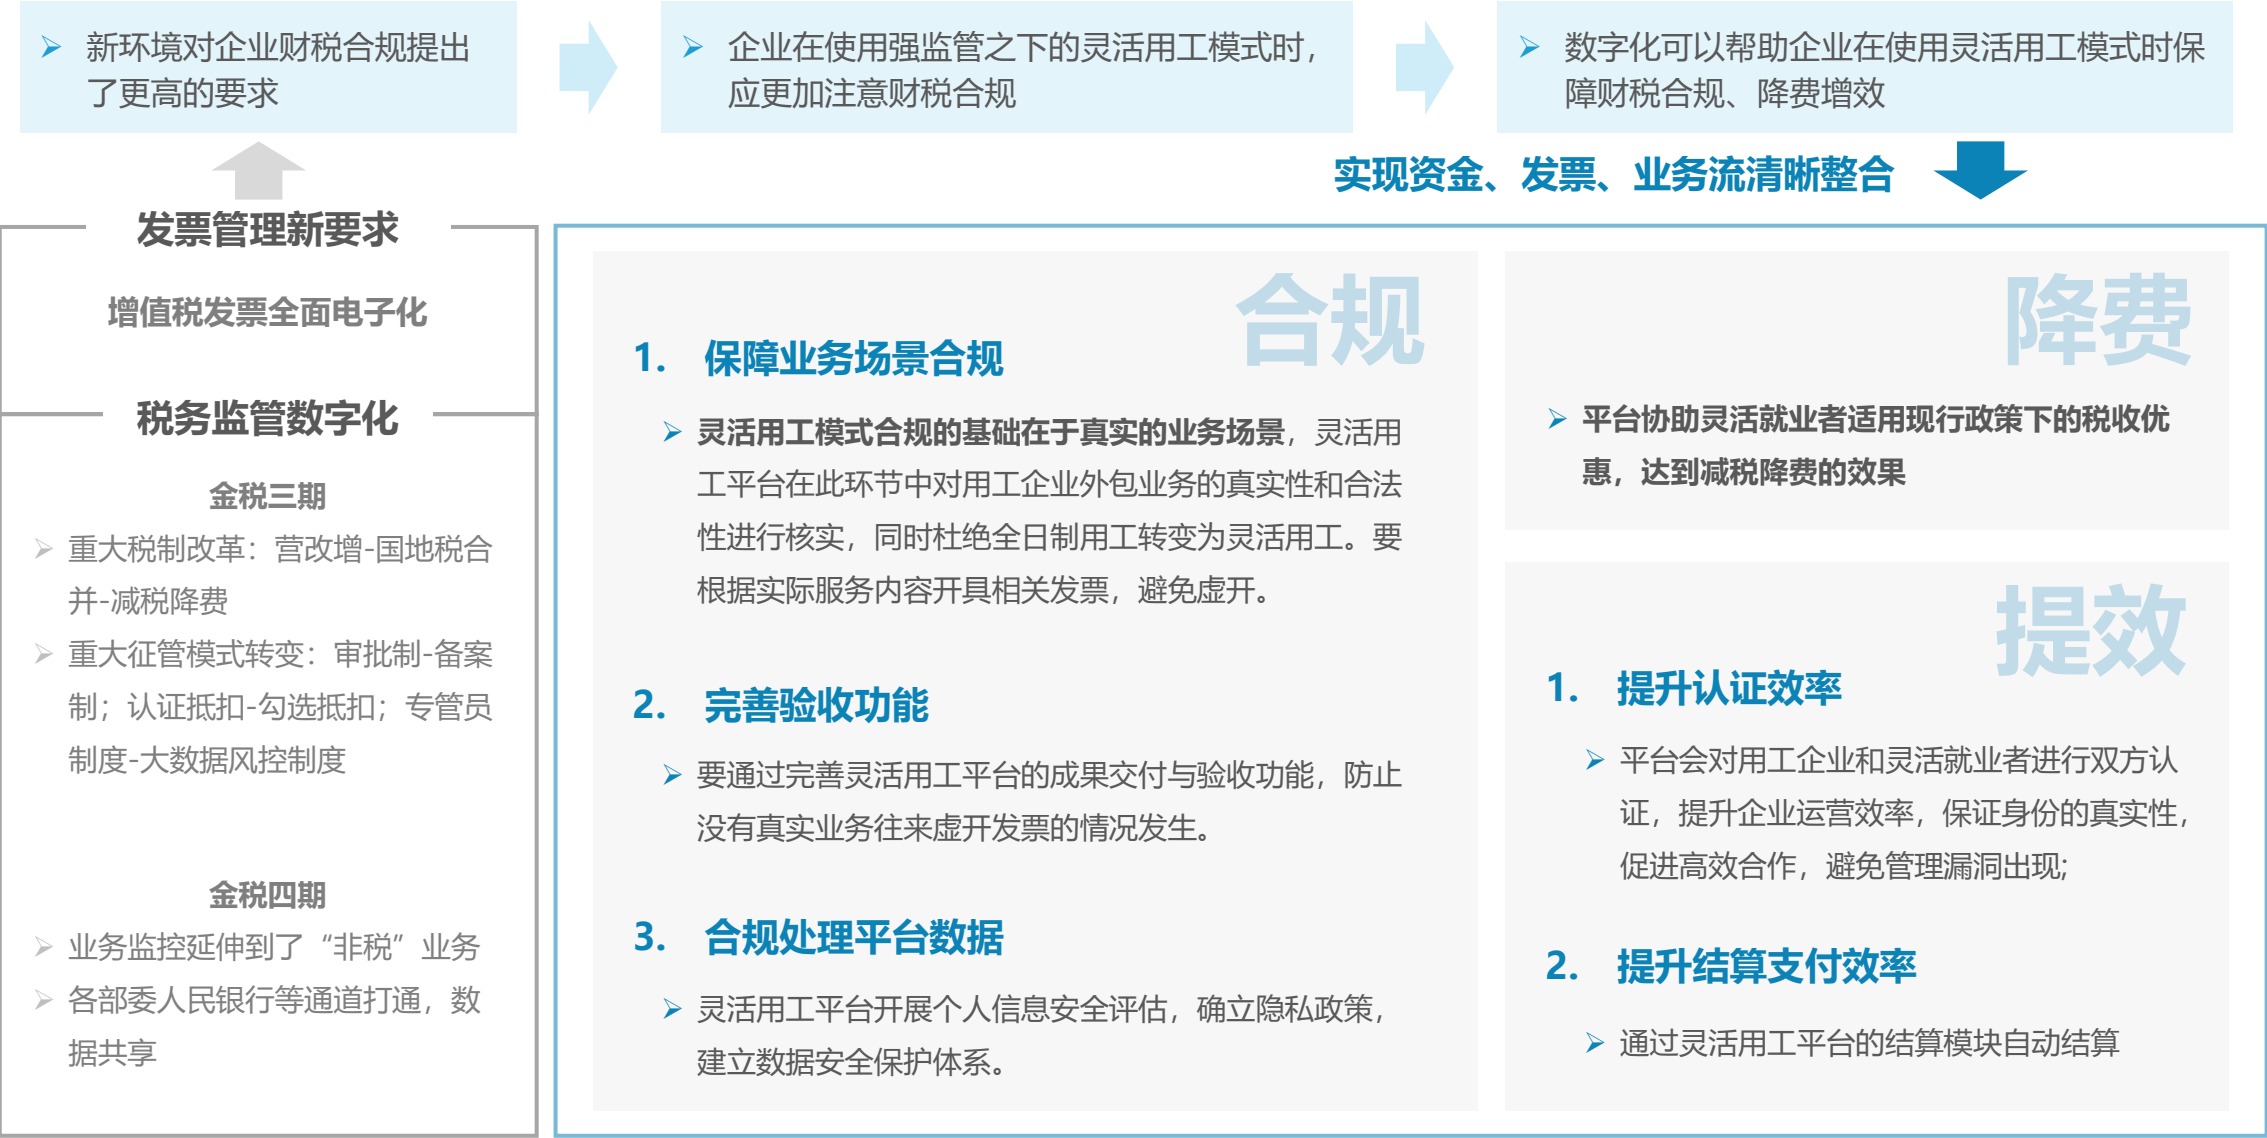 新环境对企业财税合规提出
了更高的要求
企业在使用强监管之下的灵活用工模式时，
应更加注意财税合规
数字化可以帮助企业在使用灵活用工模式时保
障财税合规、降费增效
实现资金、发票、业务流清晰整合
发票管理新要求
增值税发票全面电子化
税务监管数字化
金税三期
重大税制改革：营改增-国地税合
并-减税降费
重大征管模式转变：审批制-备案
制；认证抵扣-勾选抵扣；专管员
制度-大数据风控制度
金税四期
业务监控延伸到了“非税”业务
各部委人民银行等通道打通，数
据共享
合规
1. 保障业务场景合规
灵活用工模式合规的基础在于真实的业务场景，灵活用
工平台在此环节中对用工企业外包业务的真实性和合法
性进行核实，同时杜绝全日制用工转变为灵活用工。要
根据实际服务内容开具相关发票，避免虚开。
2. 完善验收功能
要通过完善灵活用工平台的成果交付与验收功能，防止
没有真实业务往来虚开发票的情况发生。
3. 合规处理平台数据
灵活用工平台开展个人信息安全评估，确立隐私政策，
建立数据安全保护体系。
降费
平台协助灵活就业者适用现行政策下的税收优
惠，达到减税降费的效果
提效
1. 提升认证效率
平台会对用工企业和灵活就业者进行双方认
证，提升企业运营效率，保证身份的真实性，
促进高效合作，避免管理漏洞出现;
2. 提升结算支付效率
通过灵活用工平台的结算模块自动结算